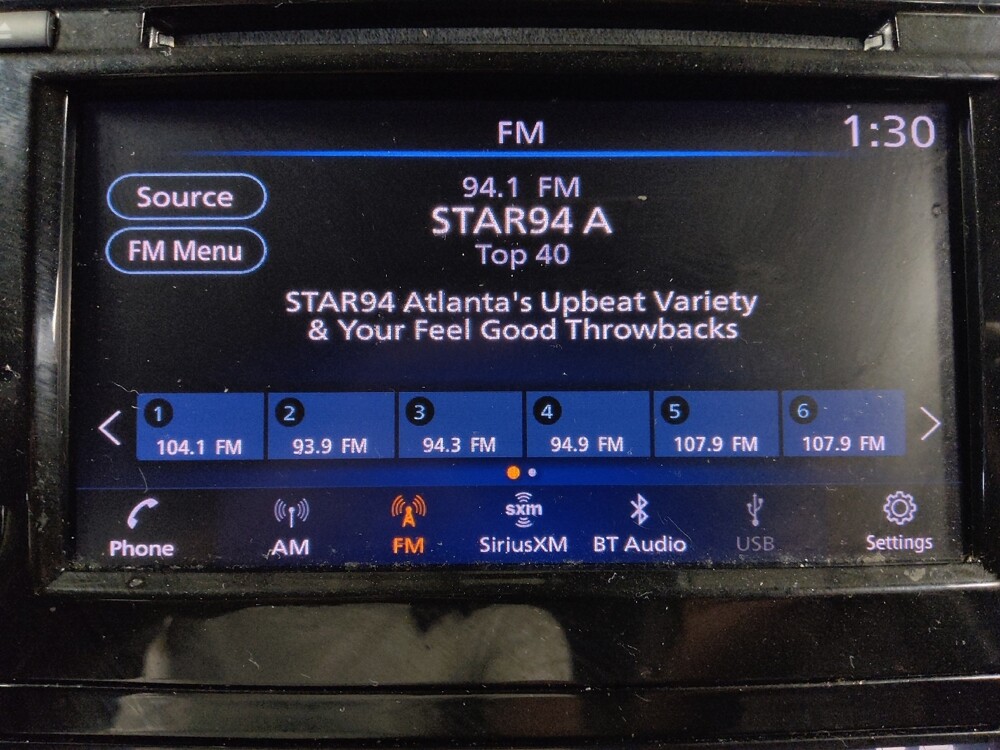 FM
1:30
Source
94.1 FM
STAR94 A
FM Menu
Top 40
STAR94 Atlanta's Upbeat Variety
& Your Feel Good Throwbacks
1 2 3 4 5 6
104.1 FM 93.9 FM 94.3 FM 94.9 FM 107.9 FM 107.9 FM
sxm
Phone AM FM SiriusXM BT Audio USB Settings